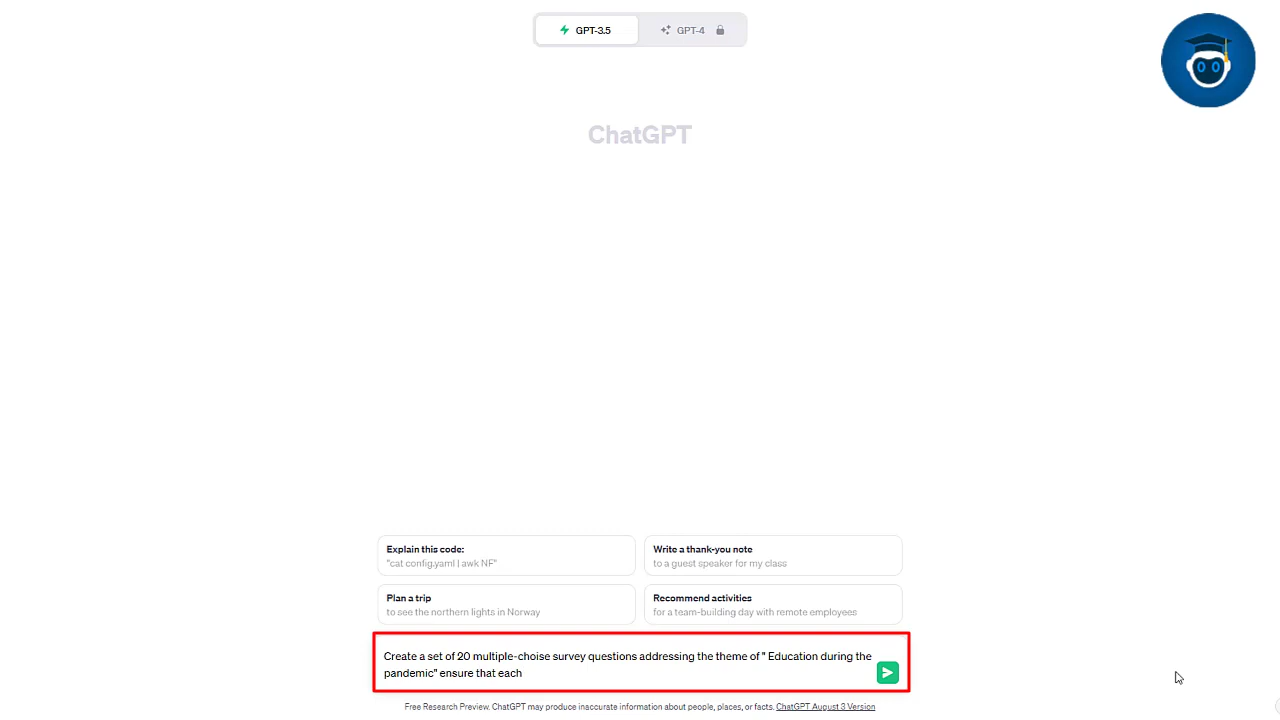 GPT-3.5
GPT-4
ChatGPT
Explain this code:
"cat config.yaml | awk NF"
Write a thank-you note
to a guest speaker for my class
Plan a trip
to see the northern lights in Norway
Recommend activities
for a team-building day with remote employees
Create a set of 20 multiple-choise survey questions addressing the theme of " Education during the
pandemic" ensure that each
Free Research Preview. ChatGPT may produce inaccurate information about people, places, or facts. ChatGPT August 3 Version